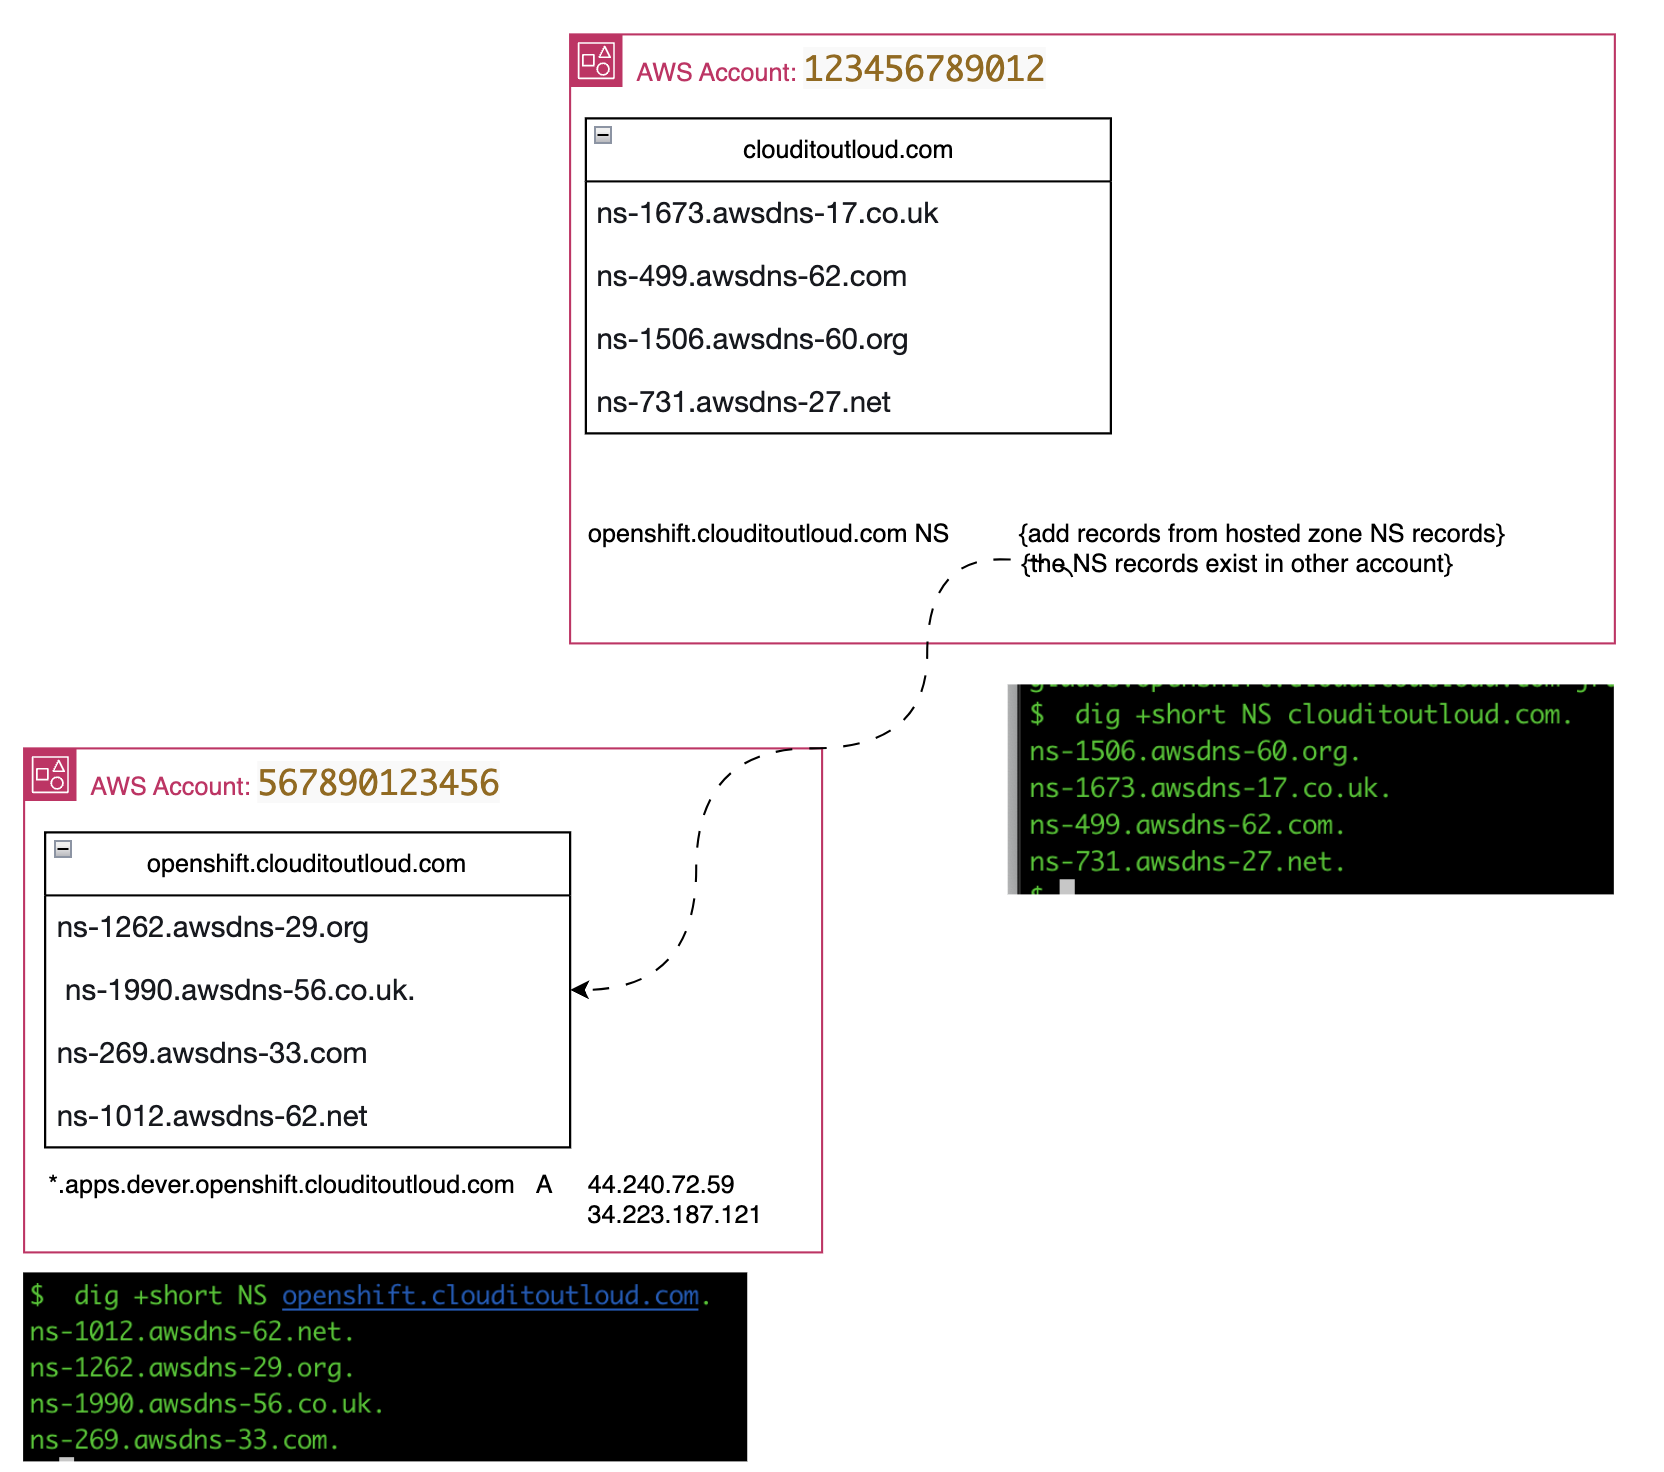 AWS Account: 123456789012
clouditoutloud.com
ns-1673.awsdns-17.co.uk
ns-499.awsdns-62.com
ns-1506.awsdns-60.org
ns-731.awsdns-27.net
openshift.clouditoutloud.com NS {add records from hosted zone NS records}
{the NS records exist in other account}
$ dig +short NS clouditoutloud.com.
ns-1506.awsdns-60.org.
ns-1673.awsdns-17.co.uk.
ns-499.awsdns-62.com.
ns-731.awsdns-27.net.
$
AWS Account: 567890123456
openshift.clouditoutloud.com
ns-1262.awsdns-29.org
ns-1990.awsdns-56.co.uk.
ns-269.awsdns-33.com
ns-1012.awsdns-62.net
*.apps.dever.openshift.clouditoutloud.com A 44.240.72.59
34.223.187.121
$ dig +short NS openshift.clouditoutloud.com.
ns-1012.awsdns-62.net.
ns-1262.awsdns-29.org.
ns-1990.awsdns-56.co.uk.
ns-269.awsdns-33.com.